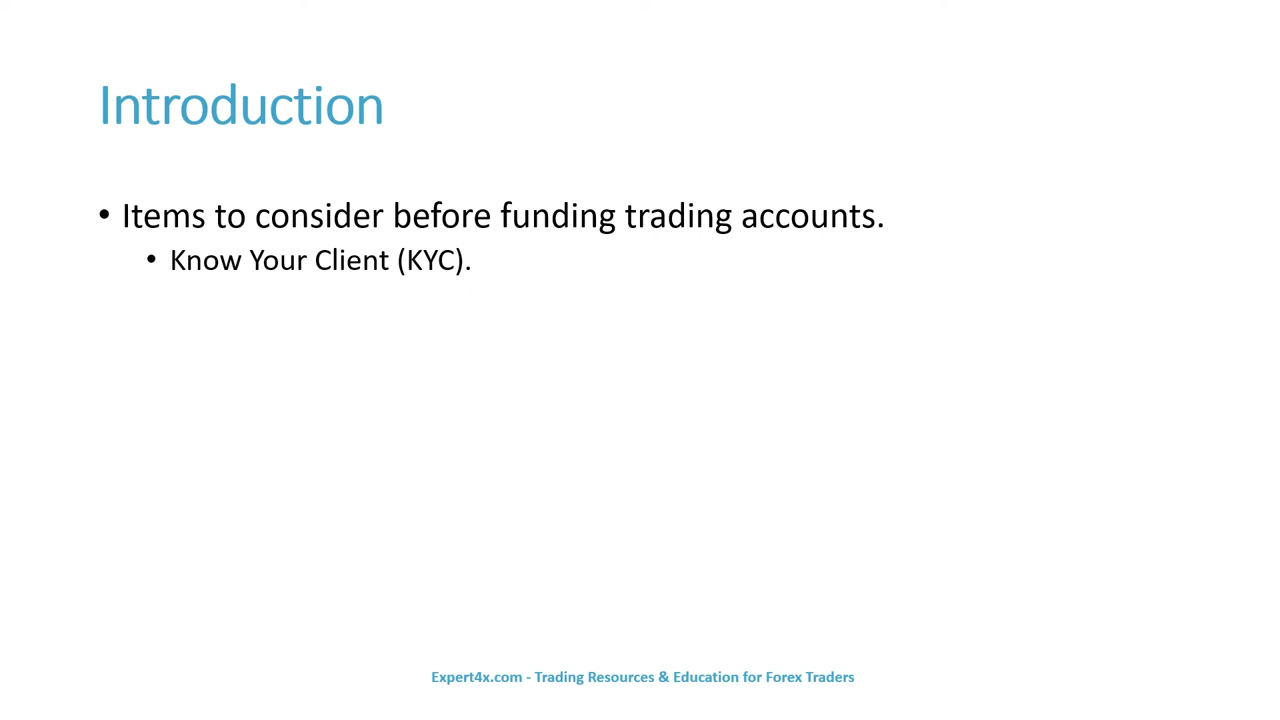 Introduction
• Items to consider before funding trading accounts.
• Know Your Client (KYC).
Expert4x.com - Trading Resources & Education for Forex Traders